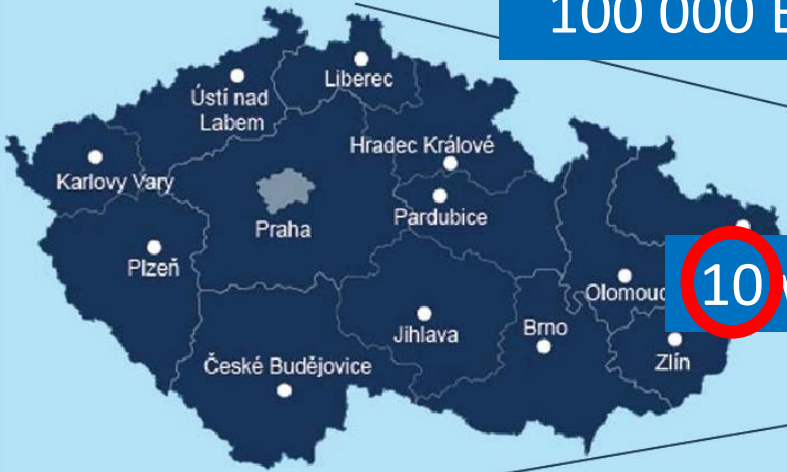 100 000
Liberec
Ústí nad
Labem
Hradec Králové
Karlovy Vary
Pardubice
Praha
Plzeň
Olomouc
10
Jihlava
Brno
Zlín
České Budějovice